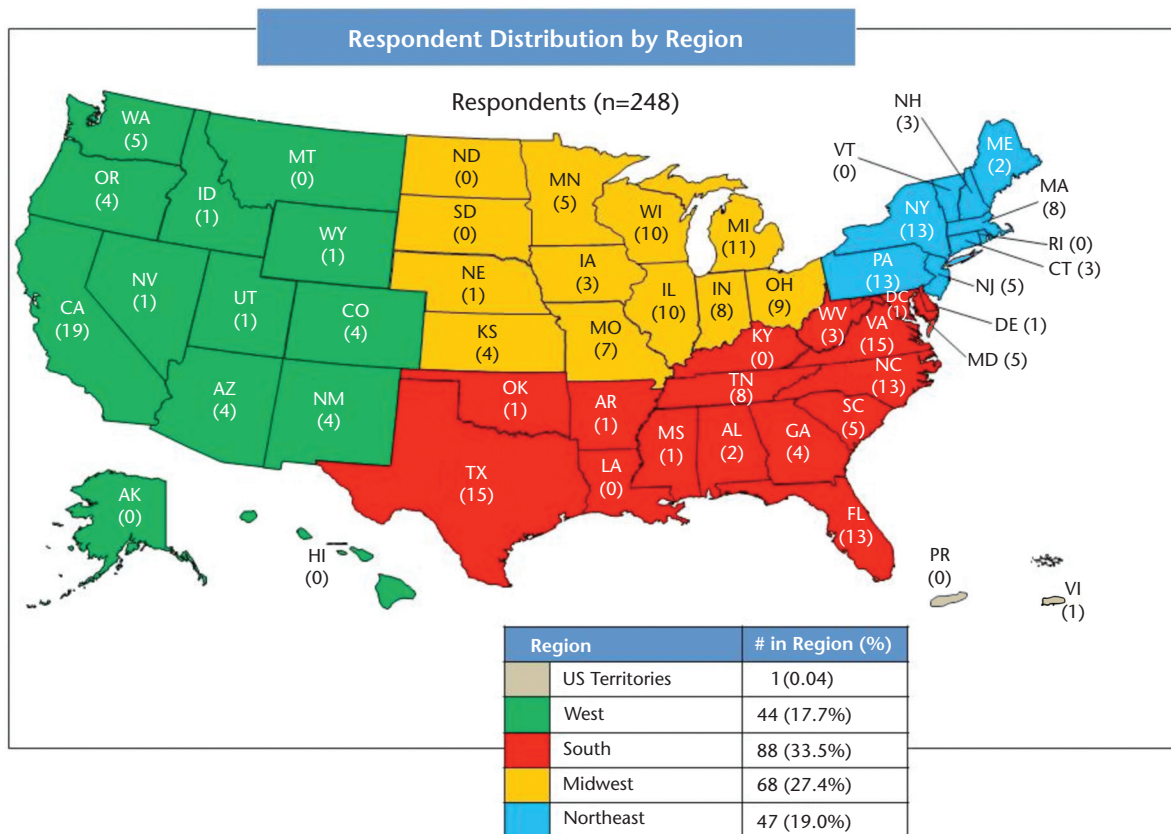 Respondent Distribution by Region
Respondents (n=248)
WA
(5)
OR
(4)
ID
(1)
MT
(0)
WY
(1)
CA
(19)
NV
(1)
UT
(1)
CO
(4)
AZ
(4)
NM
(4)
AK
(0)
HI
(0)
ND
(0)
SD
(0)
NE
(1)
KS
(4)
MN
(5)
IA
(3)
MO
(7)
WI
(10)
IL
(10)
MI
(11)
IN
(8)
OH
(9)
OK
(1)
TX
(15)
AR
(1)
LA
(0)
MS
(1)
AL
(2)
GA
(4)
FL
(13)
SC
(5)
NC
(13)
TN
(8)
KY
(0)
WV
(3)
VA
(15)
DC
(1)
PA
(13)
NY
(13)
VT
(0)
NH
(3)
ME
(2)
MA
(8)
RI (0)
CT (3)
NJ (5)
DE (1)
MD (5)
PR
(0)
VI
(1)
Region # in Region (%)
US Territories 1 (0.04)
West 44 (17.7%)
South 88 (33.5%)
Midwest 68 (27.4%)
Northeast 47 (19.0%)